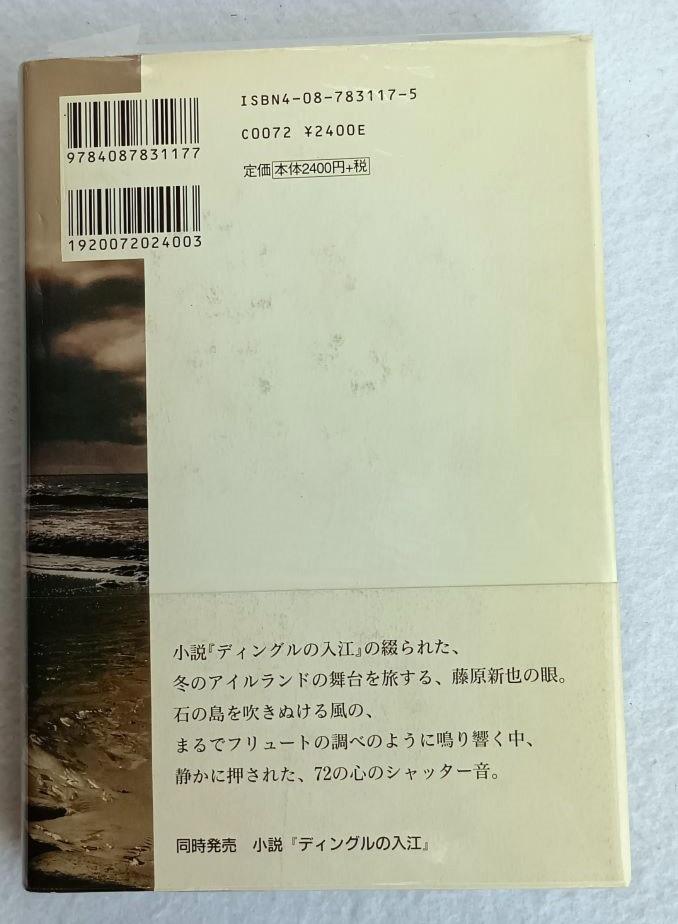 ISBN4-08-783117-5
C0072 ¥2400E
定価 本体2400円+税
9784087831177
1920072024003
小説『ディングルの入江』の綴られた、
冬のアイルランドの舞台を旅する、藤原新也の眼。
石の島を吹きぬける風の、
まるでフリュートの調べのように鳴り響く中、
静かに押された、72の心のシャッター音。
同時発売 小説『ディングルの入江』